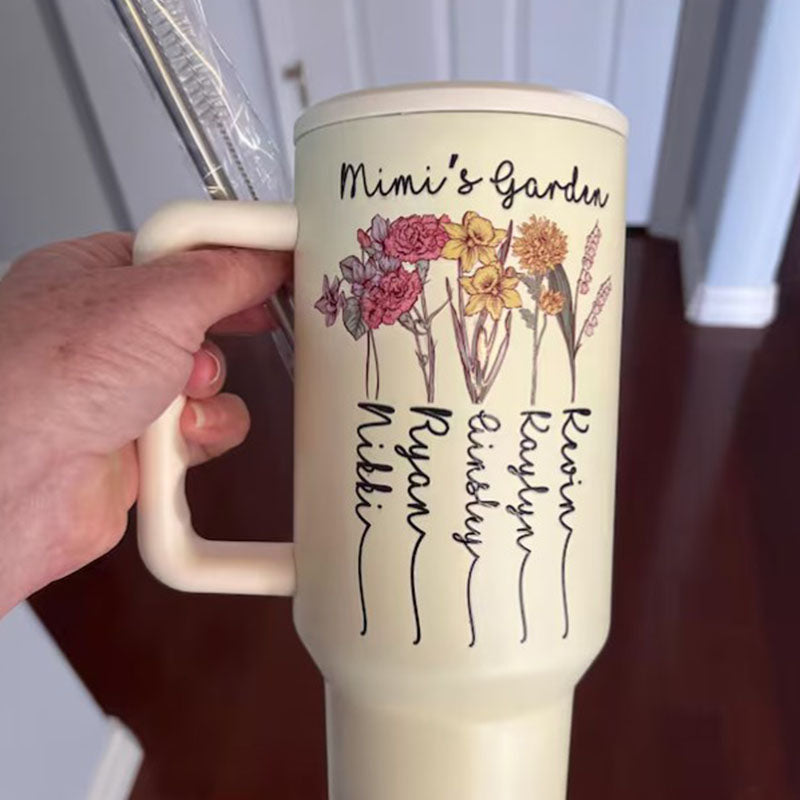 Mimi's Garden
Nikki
Ryan
Ainsley
Kaylyn
Kevin